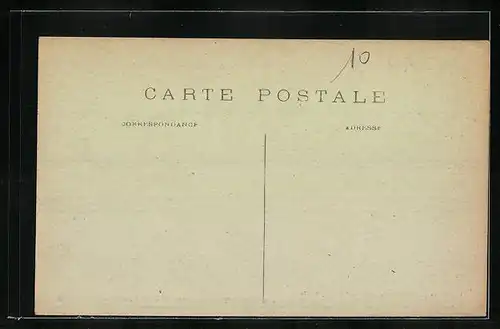 10
CARTE POSTALE
CORRESPONDANCE
ADRESSE